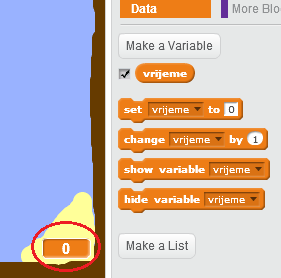 Data
More Blo
Make a Variable
vrijeme
set vrijeme to 0
change vrijeme by 1
show variable vrijeme
hide variable vrijeme
0
Make a List